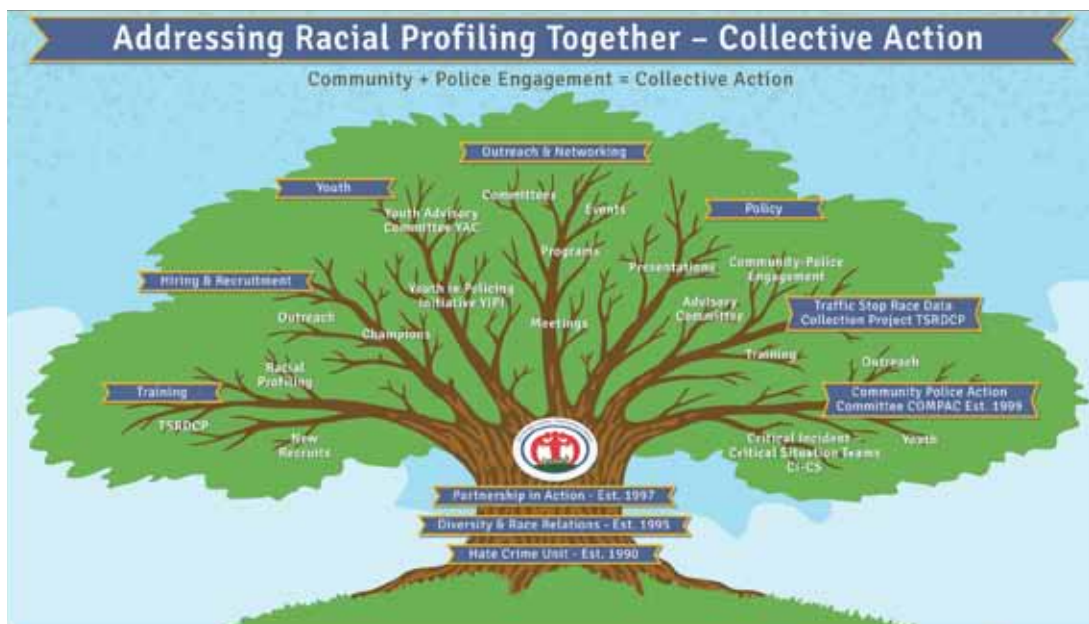 Addressing Racial Profiling Together – Collective Action
Community + Police Engagement = Collective Action
Outreach & Networking
Youth
Committees
Events
Policy
Youth Advisory
Committee YAC
Programs
Presentations
Community-Police
Engagement
Hiring & Recruitment
Youth in Policing
Initiative YIPI
Advisory
Committee
Traffic Stop Race Data
Collection Project TSRDCP
Outreach
Champions
Meetings
Training
Outreach
Racial
Profiling
Training
Community Police Action
Committee COMPAC Est. 1999
TSRDCP
New
Recruits
Critical Incident –
Critical Situation Teams
CI-CS
Youth
Partnership in Action - Est. 1997
Diversity & Race Relations - Est. 1995
Hate Crime Unit - Est. 1990